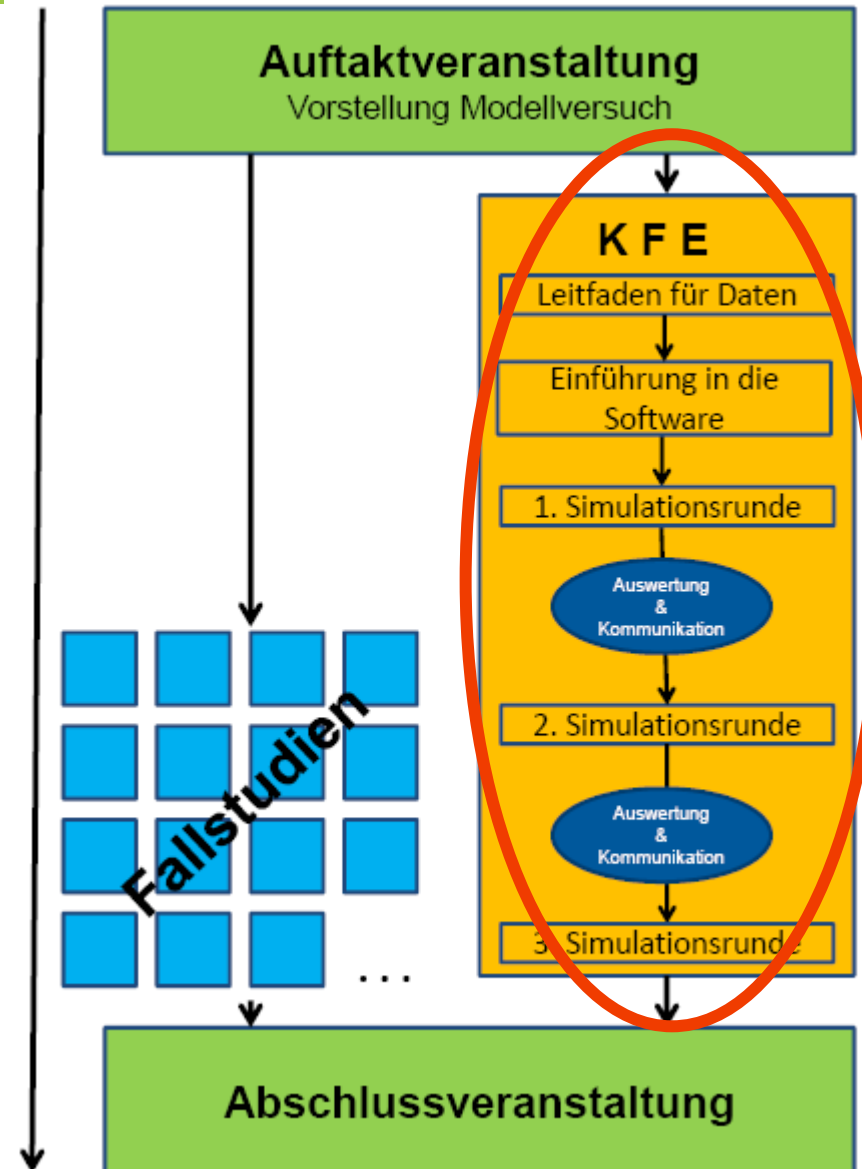 Auftaktveranstaltung
Vorstellung Modellversuch
K F E
Leitfaden für Daten
Einführung in die
Software
1. Simulationsrunde
Auswertung
&
Kommunikation
2. Simulationsrunde
Auswertung
&
Kommunikation
3. Simulationsrunde
Fallstudien
. . .
Abschlussveranstaltung